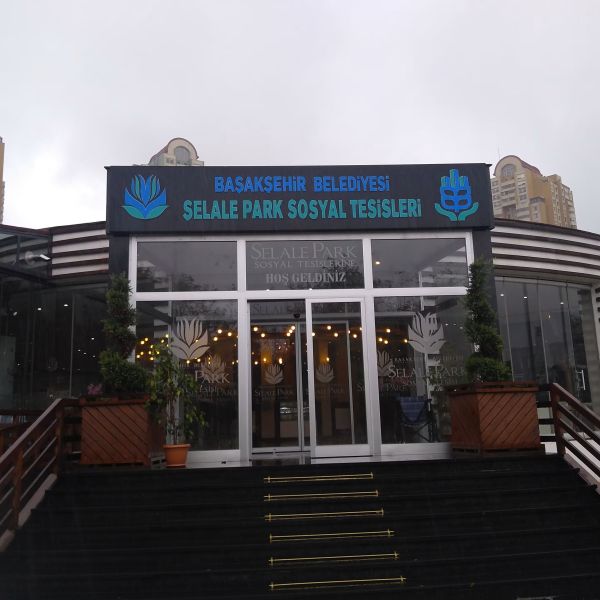 BAŞAKŞEHİR BELEDİYESİ
ŞELALE PARK SOSYAL TESİSLERİ
ŞELALE PARK
SOSYAL TESİSLERİNE
HOŞ GELDİNİZ